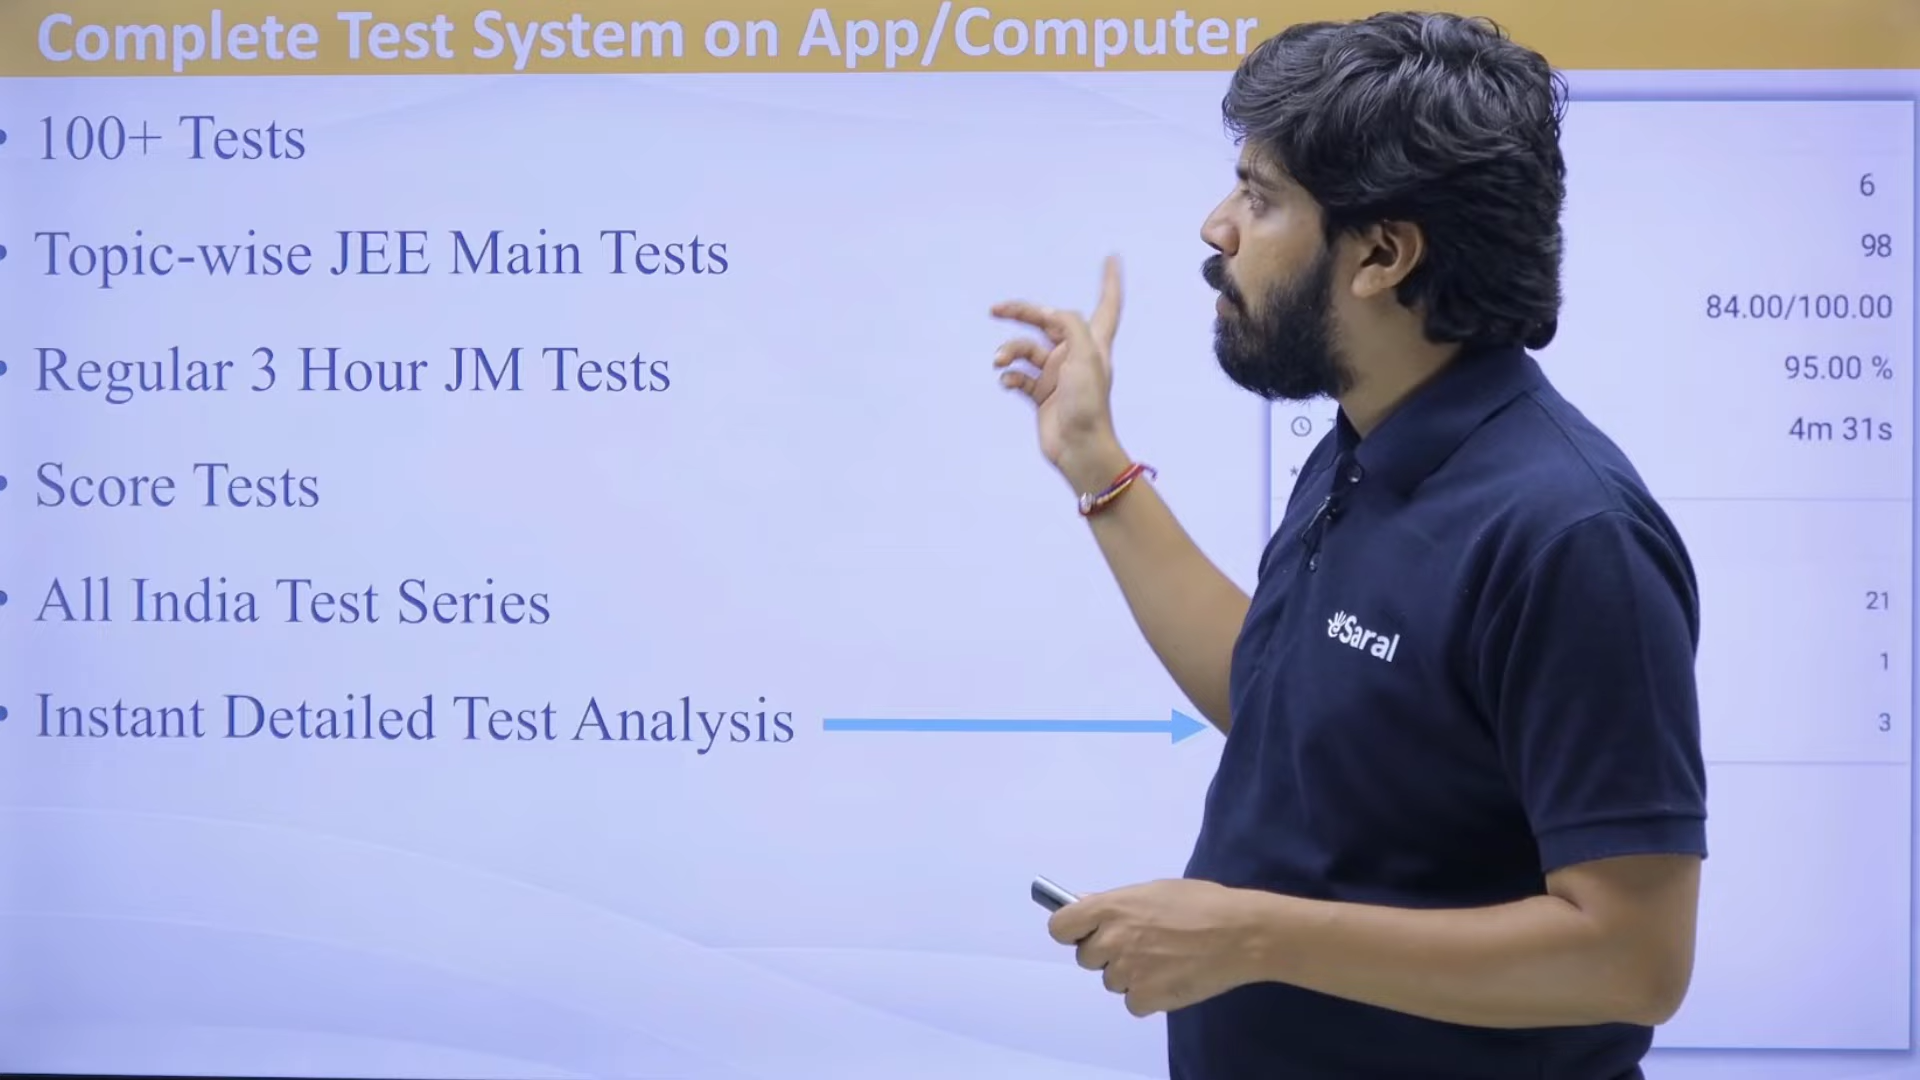 Complete Test System on App/Computer
• 100+ Tests
• Topic-wise JEE Main Tests
• Regular 3 Hour JM Tests
• Score Tests
• All India Test Series
• Instant Detailed Test Analysis
6
98
84.00/100.00
95.00 %
4m 31s
21
1
3
eSaral